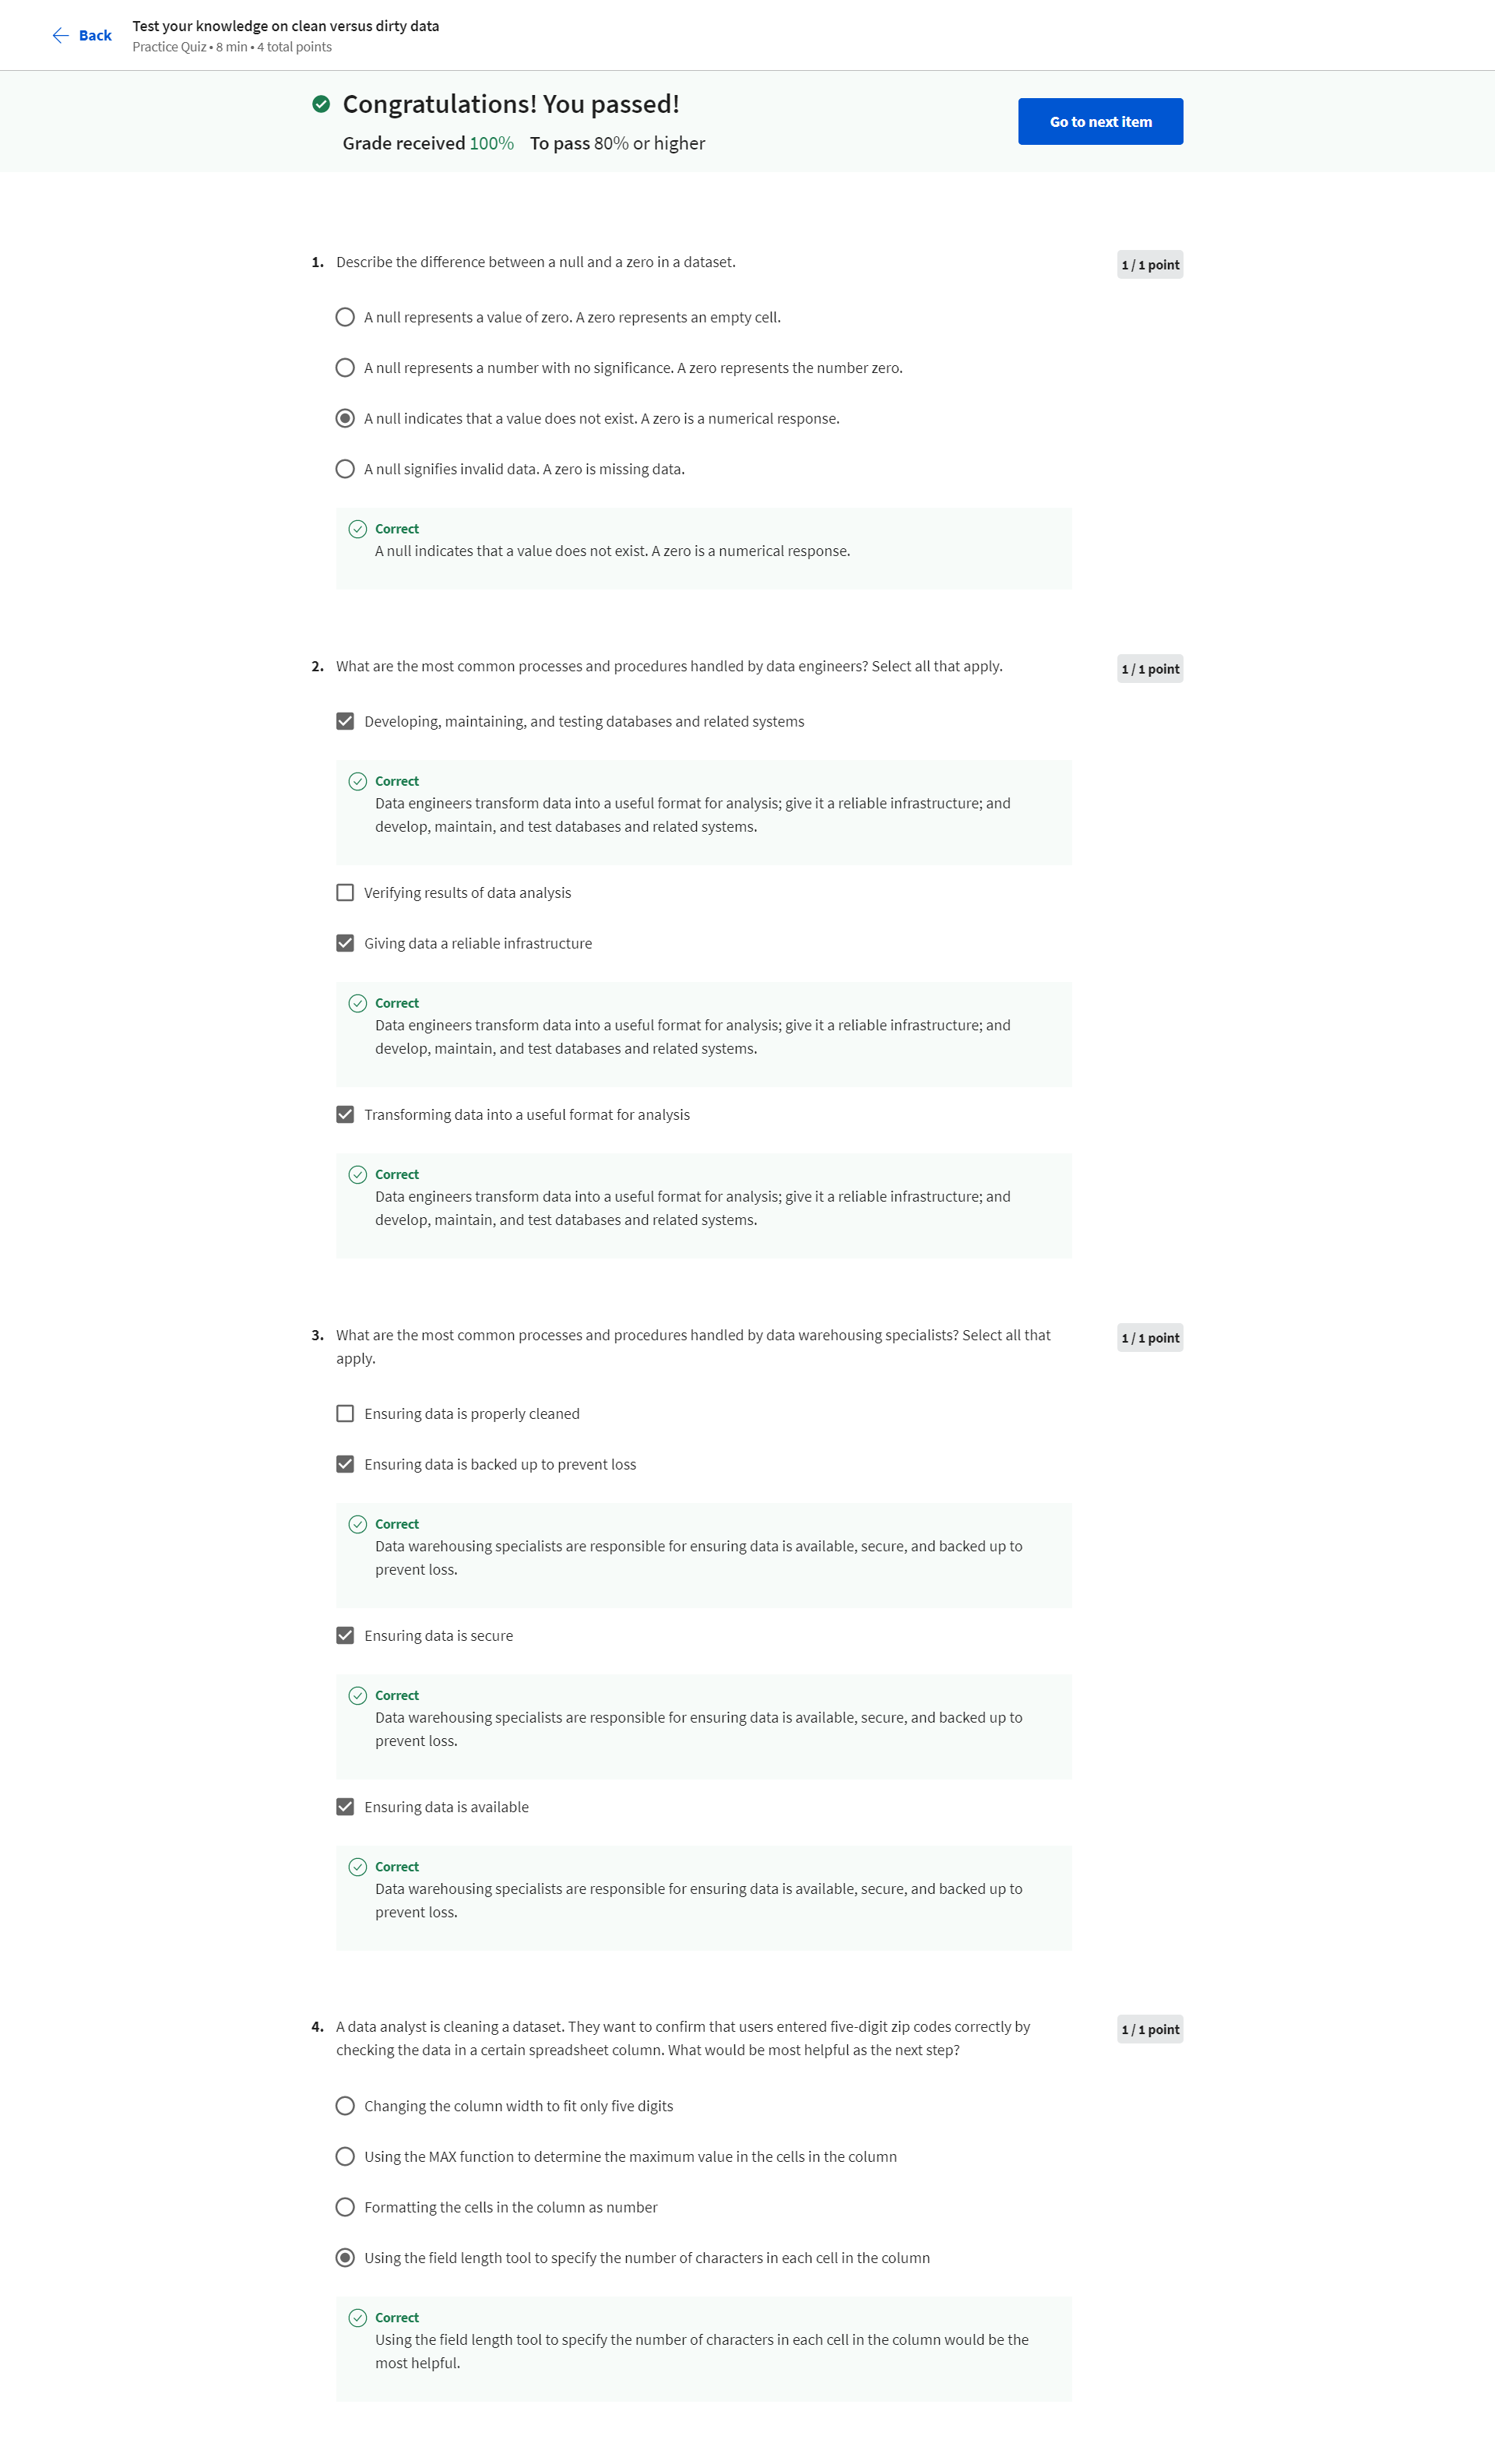 Back
Test your knowledge on clean versus dirty data
Practice Quiz • 8 min • 4 total points
Congratulations! You passed!
Grade received 100% To pass 80% or higher
Go to next item
1. Describe the difference between a null and a zero in a dataset.
1 / 1 point
A null represents a value of zero. A zero represents an empty cell.
A null represents a number with no significance. A zero represents the number zero.
A null indicates that a value does not exist. A zero is a numerical response.
A null signifies invalid data. A zero is missing data.
Correct
A null indicates that a value does not exist. A zero is a numerical response.
2. What are the most common processes and procedures handled by data engineers? Select all that apply.
1 / 1 point
Developing, maintaining, and testing databases and related systems
Correct
Data engineers transform data into a useful format for analysis; give it a reliable infrastructure; and
develop, maintain, and test databases and related systems.
Verifying results of data analysis
Giving data a reliable infrastructure
Correct
Data engineers transform data into a useful format for analysis; give it a reliable infrastructure; and
develop, maintain, and test databases and related systems.
Transforming data into a useful format for analysis
Correct
Data engineers transform data into a useful format for analysis; give it a reliable infrastructure; and
develop, maintain, and test databases and related systems.
3. What are the most common processes and procedures handled by data warehousing specialists? Select all that
apply.
1 / 1 point
Ensuring data is properly cleaned
Ensuring data is backed up to prevent loss
Correct
Data warehousing specialists are responsible for ensuring data is available, secure, and backed up to
prevent loss.
Ensuring data is secure
Correct
Data warehousing specialists are responsible for ensuring data is available, secure, and backed up to
prevent loss.
Ensuring data is available
Correct
Data warehousing specialists are responsible for ensuring data is available, secure, and backed up to
prevent loss.
4. A data analyst is cleaning a dataset. They want to confirm that users entered five-digit zip codes correctly by
checking the data in a certain spreadsheet column. What would be most helpful as the next step?
1 / 1 point
Changing the column width to fit only five digits
Using the MAX function to determine the maximum value in the cells in the column
Formatting the cells in the column as number
Using the field length tool to specify the number of characters in each cell in the column
Correct
Using the field length tool to specify the number of characters in each cell in the column would be the
most helpful.